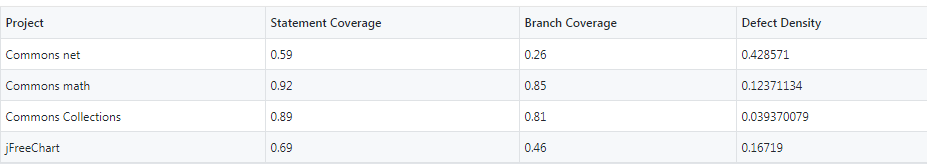 Project Statement Coverage Branch Coverage Defect Density
Commons net 0.59 0.26 0.428571
Commons math 0.92 0.85 0.12371134
Commons Collections 0.89 0.81 0.039370079
jFreeChart 0.69 0.46 0.16719